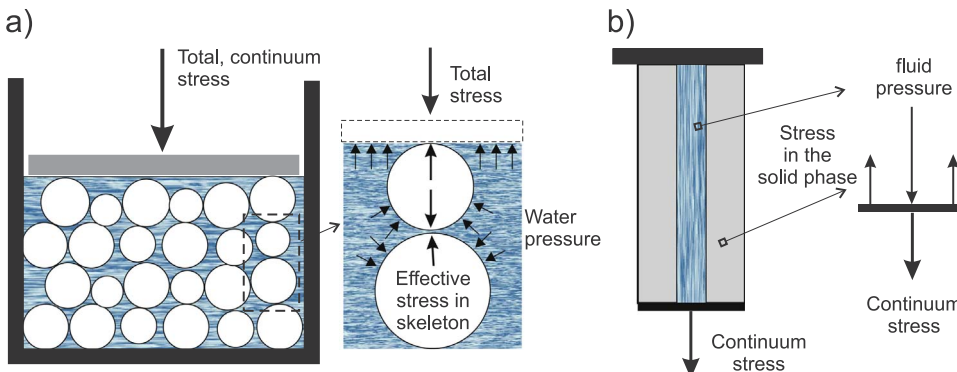 a)
Total, continuum
stress
Total
stress
Water
pressure
Effective
stress in
skeleton
b)
fluid
pressure
Stress
in the
solid phase
Continuum
stress
Continuum
stress